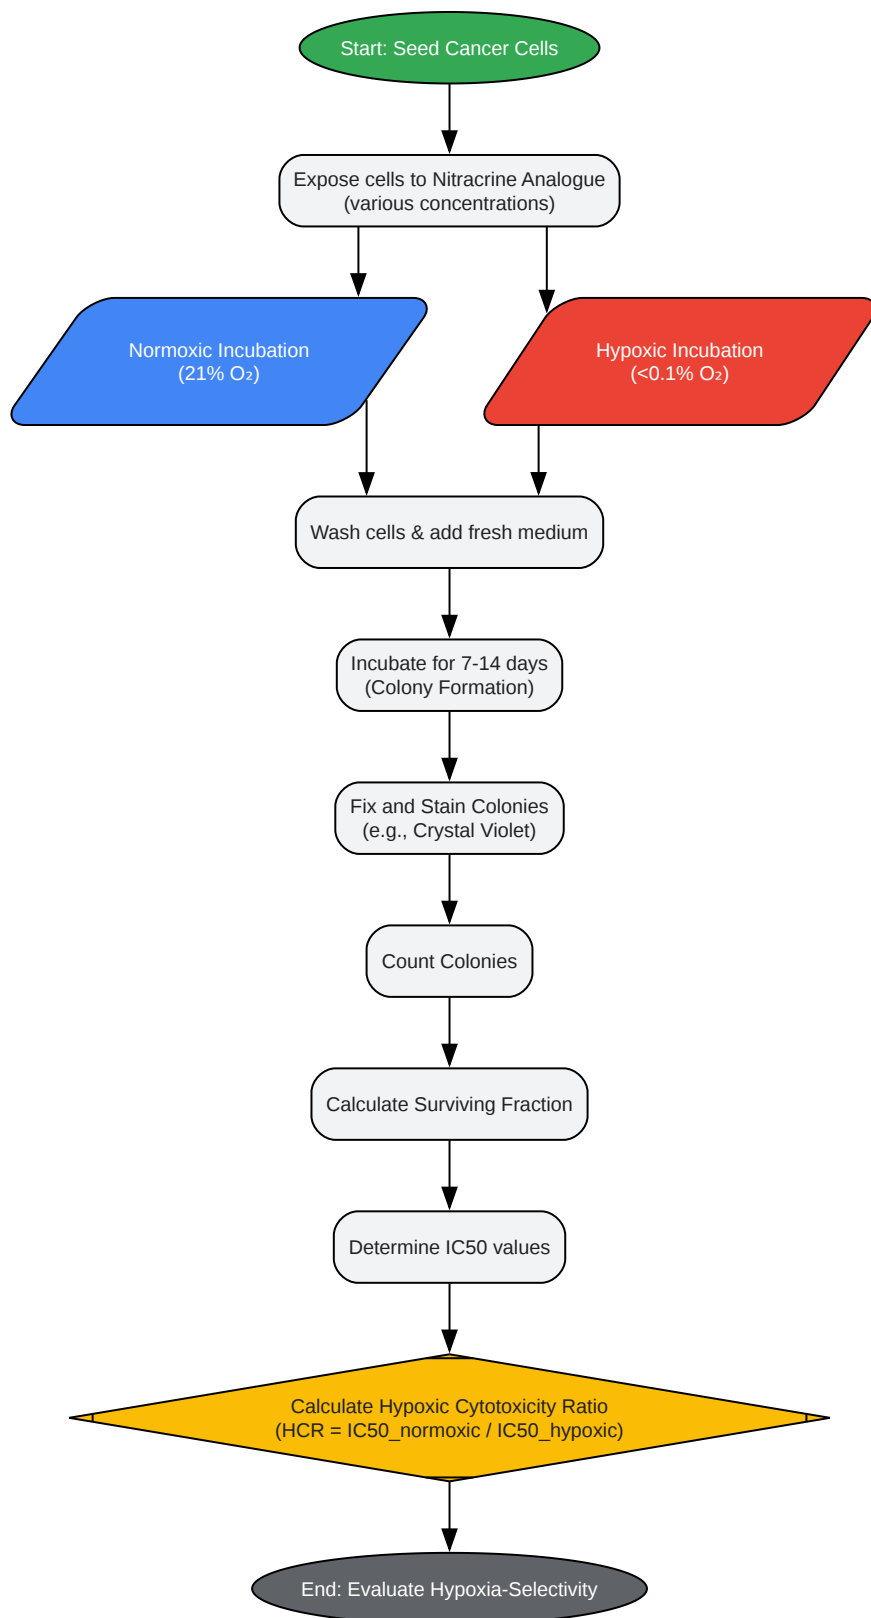 Start: Seed Cancer Cells
Expose cells to Nitracrine Analogue
(various concentrations)
Normoxic Incubation
(21% O₂)
Hypoxic Incubation
(<0.1% O₂)
Wash cells & add fresh medium
Incubate for 7-14 days
(Colony Formation)
Fix and Stain Colonies
(e.g., Crystal Violet)
Count Colonies
Calculate Surviving Fraction
Determine IC50 values
Calculate Hypoxic Cytotoxicity Ratio
(HCR = IC50_normoxic / IC50_hypoxic)
End: Evaluate Hypoxia-Selectivity